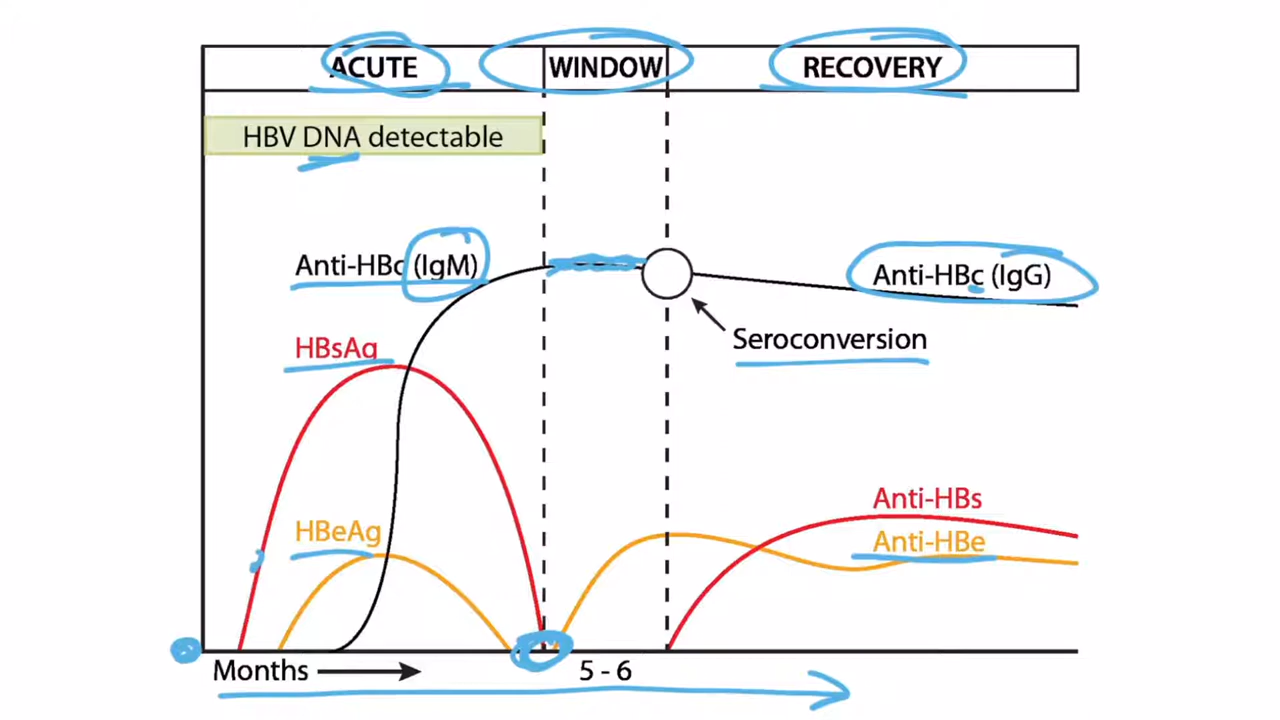 ACUTE WINDOW RECOVERY
HBV DNA detectable
Anti-HBc (IgM)
Anti-HBc (IgG)
Seroconversion
HBsAg
HBeAg
Anti-HBs
Anti-HBe
Months 5 - 6